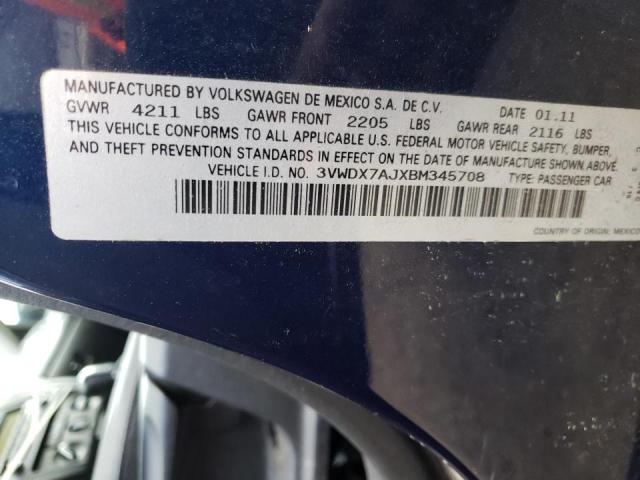 MANUFACTURED BY VOLKSWAGEN DE MEXICO S.A. DE C.V.
GVWR 4211 LBS GAWR FRONT 2205 LBS GAWR REAR 2116 LBS DATE 01.11
THIS VEHICLE CONFORMS TO ALL APPLICABLE U.S. FEDERAL MOTOR VEHICLE SAFETY, BUMPER,
AND THEFT PREVENTION STANDARDS IN EFFECT ON THE DATE OF MANUFACTURE SHOWN ABOVE.
VEHICLE I.D. NO. 3VWDX7AJXBM345708 TYPE: PASSENGER CAR
COUNTRY OF ORIGIN: MEXICO